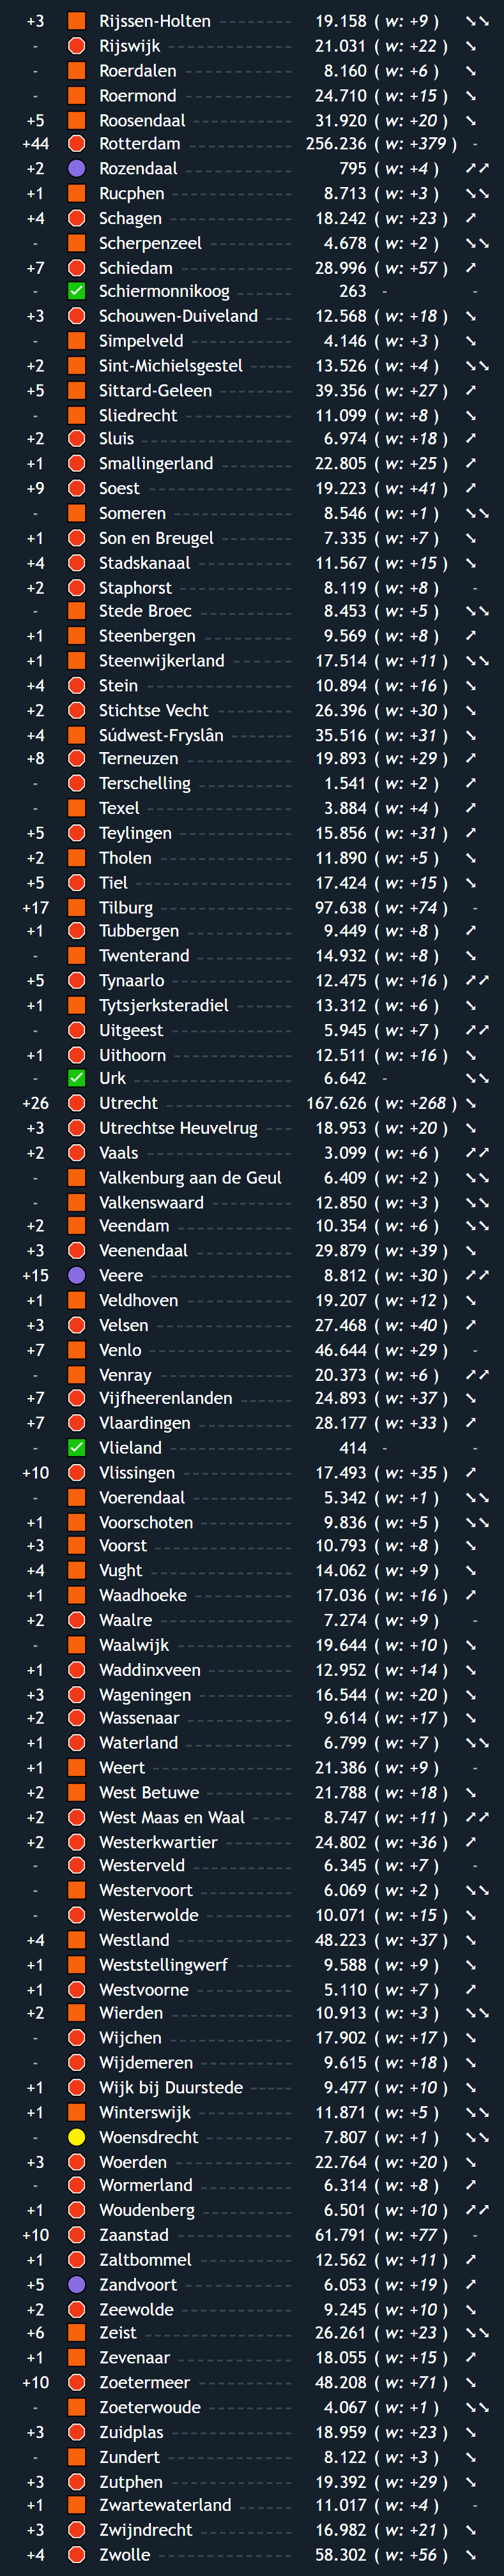 +3 Rijssen-Holten 19.158 ( w: +9 ) ↘↘
- Rijswijk 21.031 ( w: +22 ) ↘
- Roerdalen 8.160 ( w: +6 ) ↘
- Roermond 24.710 ( w: +15 ) ↘
+5 Roosendaal 31.920 ( w: +20 ) ↘
+44 Rotterdam 256.236 ( w: +379 ) -
+2 Rozendaal 795 ( w: +4 ) ↗↗
+1 Rucphen 8.713 ( w: +3 ) ↘↘
+4 Schagen 18.242 ( w: +23 ) ↗
- Scherpenzeel 4.678 ( w: +2 ) ↘↘
+7 Schiedam 28.996 ( w: +57 ) ↗
- Schiermonnikoog 263 - -
+3 Schouwen-Duiveland 12.568 ( w: +18 ) ↘
- Simpelveld 4.146 ( w: +3 ) ↘
+2 Sint-Michielsgestel 13.526 ( w: +4 ) ↘↘
+5 Sittard-Geleen 39.356 ( w: +27 ) ↗
- Sliedrecht 11.099 ( w: +8 ) ↘
+2 Sluis 6.974 ( w: +18 ) ↗
+1 Smallingerland 22.805 ( w: +25 ) ↗
+9 Soest 19.223 ( w: +41 ) ↗
- Someren 8.546 ( w: +1 ) ↘↘
+1 Son en Breugel 7.335 ( w: +7 ) ↘
+4 Stadskanaal 11.567 ( w: +15 ) ↘
+2 Staphorst 8.119 ( w: +8 ) -
- Stede Broec 8.453 ( w: +5 ) ↘↘
+1 Steenbergen 9.569 ( w: +8 ) ↗
+1 Steenwijkerland 17.514 ( w: +11 ) ↘↘
+4 Stein 10.894 ( w: +16 ) ↘
+2 Stichtse Vecht 26.396 ( w: +30 ) ↘
+4 Súdwest-Fryslân 35.516 ( w: +31 ) ↘
+8 Terneuzen 19.893 ( w: +29 ) ↗
- Terschelling 1.541 ( w: +2 ) ↗
- Texel 3.884 ( w: +4 ) ↗
+5 Teylingen 15.856 ( w: +31 ) ↗
+2 Tholen 11.890 ( w: +5 ) ↘
+5 Tiel 17.424 ( w: +15 ) ↘
+17 Tilburg 97.638 ( w: +74 ) -
+1 Tubbergen 9.449 ( w: +8 ) ↗
- Twenterand 14.932 ( w: +8 ) ↘
+5 Tynaarlo 12.475 ( w: +16 ) ↗↗
+1 Tytsjerksteradiel 13.312 ( w: +6 ) ↘
- Uitgeest 5.945 ( w: +7 ) ↗↗
+1 Uithoorn 12.511 ( w: +16 ) ↘
- Urk 6.642 - ↘↘
+26 Utrecht 167.626 ( w: +268 ) ↘
+3 Utrechtse Heuvelrug 18.953 ( w: +20 ) ↘
+2 Vaals 3.099 ( w: +6 ) ↗↗
- Valkenburg aan de Geul 6.409 ( w: +2 ) ↘↘
- Valkenswaard 12.850 ( w: +3 ) ↘↘
+2 Veendam 10.354 ( w: +6 ) ↘↘
+3 Veenendaal 29.879 ( w: +39 ) ↘
+15 Veere 8.812 ( w: +30 ) ↗↗
+1 Veldhoven 19.207 ( w: +12 ) ↘
+3 Velsen 27.468 ( w: +40 ) ↗
+7 Venlo 46.644 ( w: +29 ) -
- Venray 20.373 ( w: +6 ) ↗↗
+7 Vijfheerenlanden 24.893 ( w: +37 ) ↘
+7 Vlaardingen 28.177 ( w: +33 ) ↗
- Vlieland 414 - -
+10 Vlissingen 17.493 ( w: +35 ) ↗
- Voerendaal 5.342 ( w: +1 ) ↘↘
+1 Voorschoten 9.836 ( w: +5 ) ↘↘
+3 Voorst 10.793 ( w: +8 ) ↘
+4 Vught 14.062 ( w: +9 ) ↘
+1 Waadhoeke 17.036 ( w: +16 ) ↗
+2 Waalre 7.274 ( w: +9 ) -
- Waalwijk 19.644 ( w: +10 ) ↘
+1 Waddinxveen 12.952 ( w: +14 ) ↘
+3 Wageningen 16.544 ( w: +20 ) ↘
+2 Wassenaar 9.614 ( w: +17 ) ↘
+1 Waterland 6.799 ( w: +7 ) ↘↘
+1 Weert 21.386 ( w: +9 ) -
+2 West Betuwe 21.788 ( w: +18 ) ↘
+2 West Maas en Waal 8.747 ( w: +11 ) ↗↗
+2 Westerkwartier 24.802 ( w: +36 ) ↗
- Westerveld 6.345 ( w: +7 ) -
- Westervoort 6.069 ( w: +2 ) ↘↘
- Westerwolde 10.071 ( w: +15 ) ↘
+4 Westland 48.223 ( w: +37 ) ↘
+1 Weststellingwerf 9.588 ( w: +9 ) ↘
+1 Westvoorne 5.110 ( w: +7 ) ↗
+2 Wierden 10.913 ( w: +3 ) ↘↘
- Wijchen 17.902 ( w: +17 ) ↘
- Wijdemeren 9.615 ( w: +18 ) ↘
+1 Wijk bij Duurstede 9.477 ( w: +10 ) ↘
+1 Winterswijk 11.871 ( w: +5 ) ↘↘
- Woensdrecht 7.807 ( w: +1 ) ↘↘
+3 Woerden 22.764 ( w: +20 ) ↘
- Wormerland 6.314 ( w: +8 ) ↗
+1 Woudenberg 6.501 ( w: +10 ) ↗↗
+10 Zaanstad 61.791 ( w: +77 ) -
+1 Zaltbommel 12.562 ( w: +11 ) ↗
+5 Zandvoort 6.053 ( w: +19 ) ↗
+2 Zeewolde 9.245 ( w: +10 ) ↘
+6 Zeist 26.261 ( w: +23 ) ↘↘
+1 Zevenaar 18.055 ( w: +15 ) ↗
+10 Zoetermeer 48.208 ( w: +71 ) ↘
- Zoeterwoude 4.067 ( w: +1 ) ↘↘
+3 Zuidplas 18.959 ( w: +23 ) ↘
- Zundert 8.122 ( w: +3 ) ↘
+3 Zutphen 19.392 ( w: +29 ) ↘
+1 Zwartewaterland 11.017 ( w: +4 ) -
+3 Zwijndrecht 16.982 ( w: +21 ) ↘
+4 Zwolle 58.302 ( w: +56 ) ↘